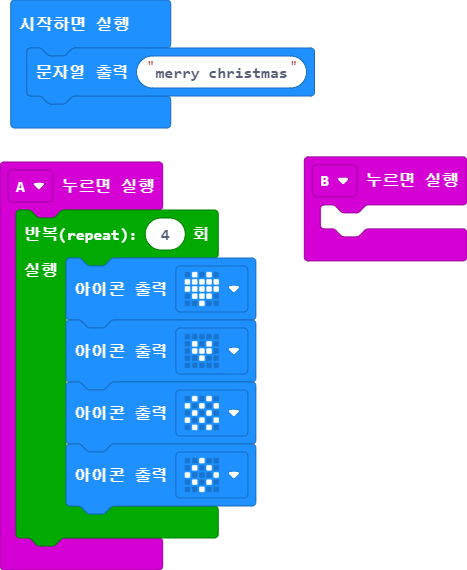 시작하면 실행
문자열 출력 "merry christmas"
A 누르면 실행
반복(repeat): 4 회
실행
아이콘 출력
아이콘 출력
아이콘 출력
아이콘 출력
B 누르면 실행